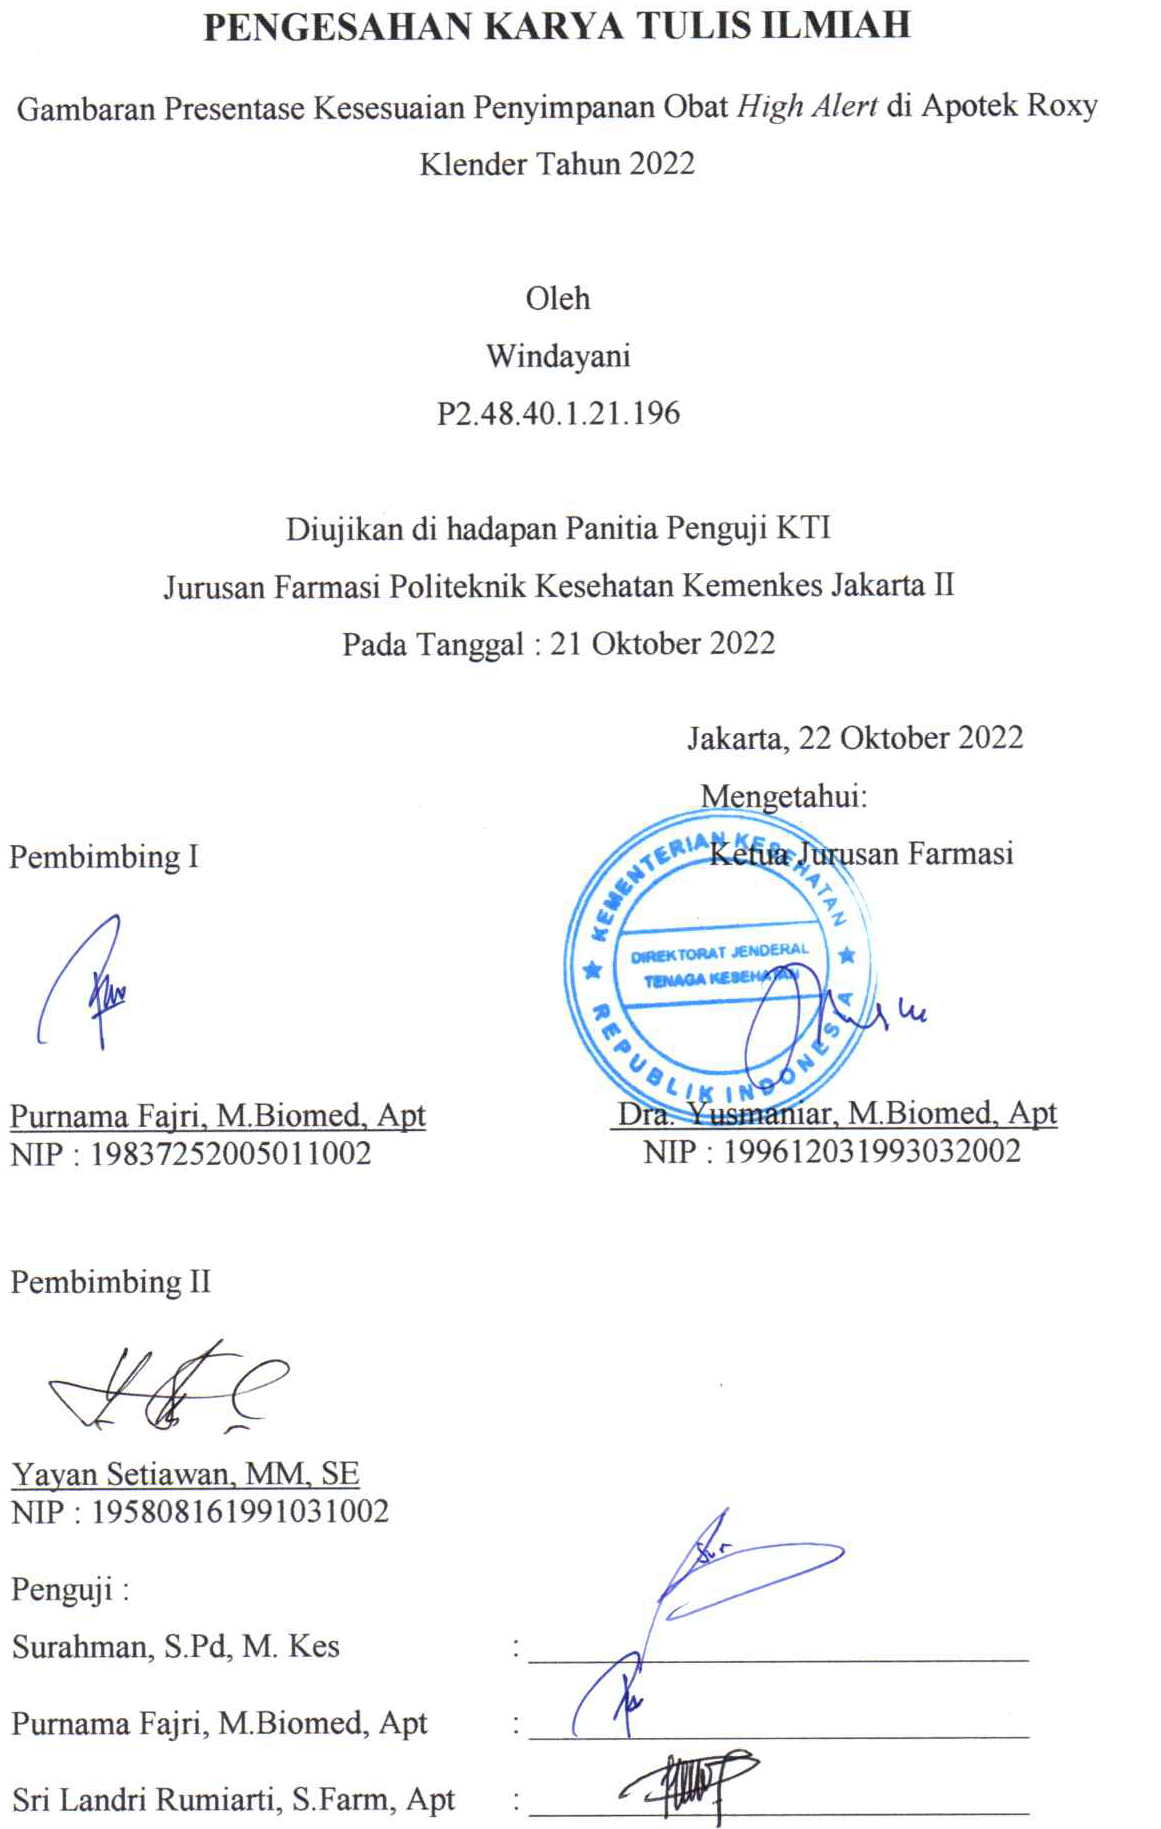 PENGESAHAN KARYA TULIS ILMIAH
Gambaran Presentase Kesesuaian Penyimpanan Obat High Alert di Apotek Roxy
Klender Tahun 2022
Oleh
Windayani
P2.48.40.1.21.196
Diujikan di hadapan Panitia Penguji KTI
Jurusan Farmasi Politeknik Kesehatan Kemenkes Jakarta II
Pada Tanggal : 21 Oktober 2022
Jakarta, 22 Oktober 2022
Mengetahui:
Pembimbing I
Ketua Jurusan Farmasi
KEMENTERIAN KESEHATAN
DIREKTORAT JENDERAL
TENAGA KESEHATAN
REPUBLIK INDONESIA
Purnama Fajri, M.Biomed, Apt
Dra. Yusmaniar, M.Biomed, Apt
NIP : 19837252005011002
NIP : 199612031993032002
Pembimbing II
Yayan Setiawan, MM, SE
NIP : 195808161991031002
Penguji :
Surahman, S.Pd, M. Kes :
Purnama Fajri, M.Biomed, Apt :
Sri Landri Rumiarti, S.Farm, Apt :